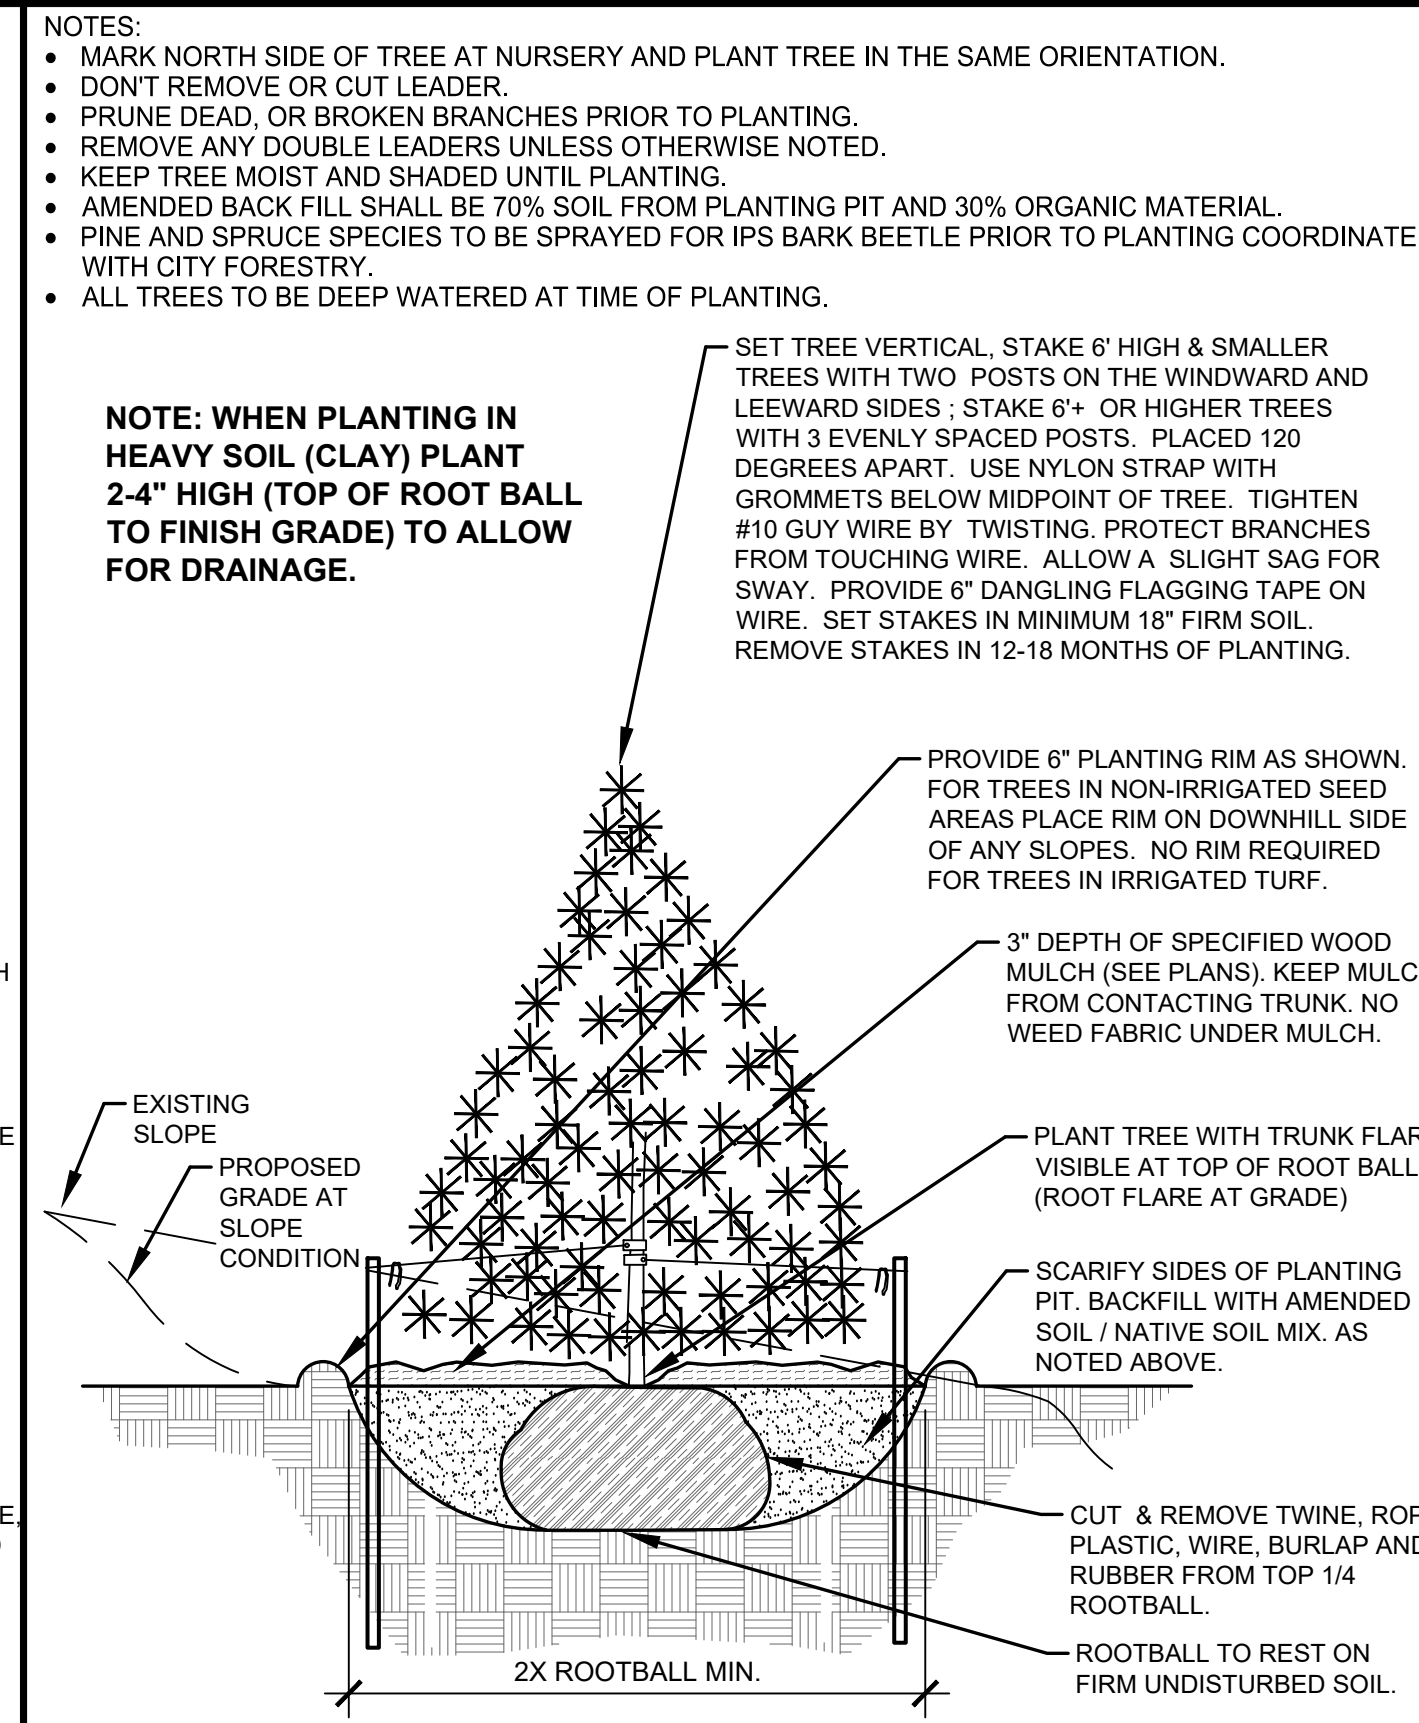 NOTES:
• MARK NORTH SIDE OF TREE AT NURSERY AND PLANT TREE IN THE SAME ORIENTATION.
• DON'T REMOVE OR CUT LEADER.
• PRUNE DEAD, OR BROKEN BRANCHES PRIOR TO PLANTING.
• REMOVE ANY DOUBLE LEADERS UNLESS OTHERWISE NOTED.
• KEEP TREE MOIST AND SHADED UNTIL PLANTING.
• AMENDED BACK FILL SHALL BE 70% SOIL FROM PLANTING PIT AND 30% ORGANIC MATERIAL.
• PINE AND SPRUCE SPECIES TO BE SPRAYED FOR IPS BARK BEETLE PRIOR TO PLANTING COORDINATE
WITH CITY FORESTRY.
• ALL TREES TO BE DEEP WATERED AT TIME OF PLANTING.
NOTE: WHEN PLANTING IN
HEAVY SOIL (CLAY) PLANT
2-4" HIGH (TOP OF ROOT BALL
TO FINISH GRADE) TO ALLOW
FOR DRAINAGE.
SET TREE VERTICAL, STAKE 6' HIGH & SMALLER
TREES WITH TWO POSTS ON THE WINDWARD AND
LEEWARD SIDES ; STAKE 6'+ OR HIGHER TREES
WITH 3 EVENLY SPACED POSTS. PLACED 120
DEGREES APART. USE NYLON STRAP WITH
GROMMETS BELOW MIDPOINT OF TREE. TIGHTEN
#10 GUY WIRE BY TWISTING. PROTECT BRANCHES
FROM TOUCHING WIRE. ALLOW A SLIGHT SAG FOR
SWAY. PROVIDE 6" DANGLING FLAGGING TAPE ON
WIRE. SET STAKES IN MINIMUM 18" FIRM SOIL.
REMOVE STAKES IN 12-18 MONTHS OF PLANTING.
PROVIDE 6" PLANTING RIM AS SHOWN.
FOR TREES IN NON-IRRIGATED SEED
AREAS PLACE RIM ON DOWNHILL SIDE
OF ANY SLOPES. NO RIM REQUIRED
FOR TREES IN IRRIGATED TURF.
3" DEPTH OF SPECIFIED WOOD
MULCH (SEE PLANS). KEEP MULC
FROM CONTACTING TRUNK. NO
WEED FABRIC UNDER MULCH.
EXISTING
SLOPE
PROPOSED
GRADE AT
SLOPE
CONDITION
PLANT TREE WITH TRUNK FLAR
VISIBLE AT TOP OF ROOT BALL
(ROOT FLARE AT GRADE)
SCARIFY SIDES OF PLANTING
PIT. BACKFILL WITH AMENDED
SOIL / NATIVE SOIL MIX. AS
NOTED ABOVE.
CUT & REMOVE TWINE, ROP
PLASTIC, WIRE, BURLAP AND
RUBBER FROM TOP 1/4
ROOTBALL.
ROOTBALL TO REST ON
FIRM UNDISTURBED SOIL.
2X ROOTBALL MIN.